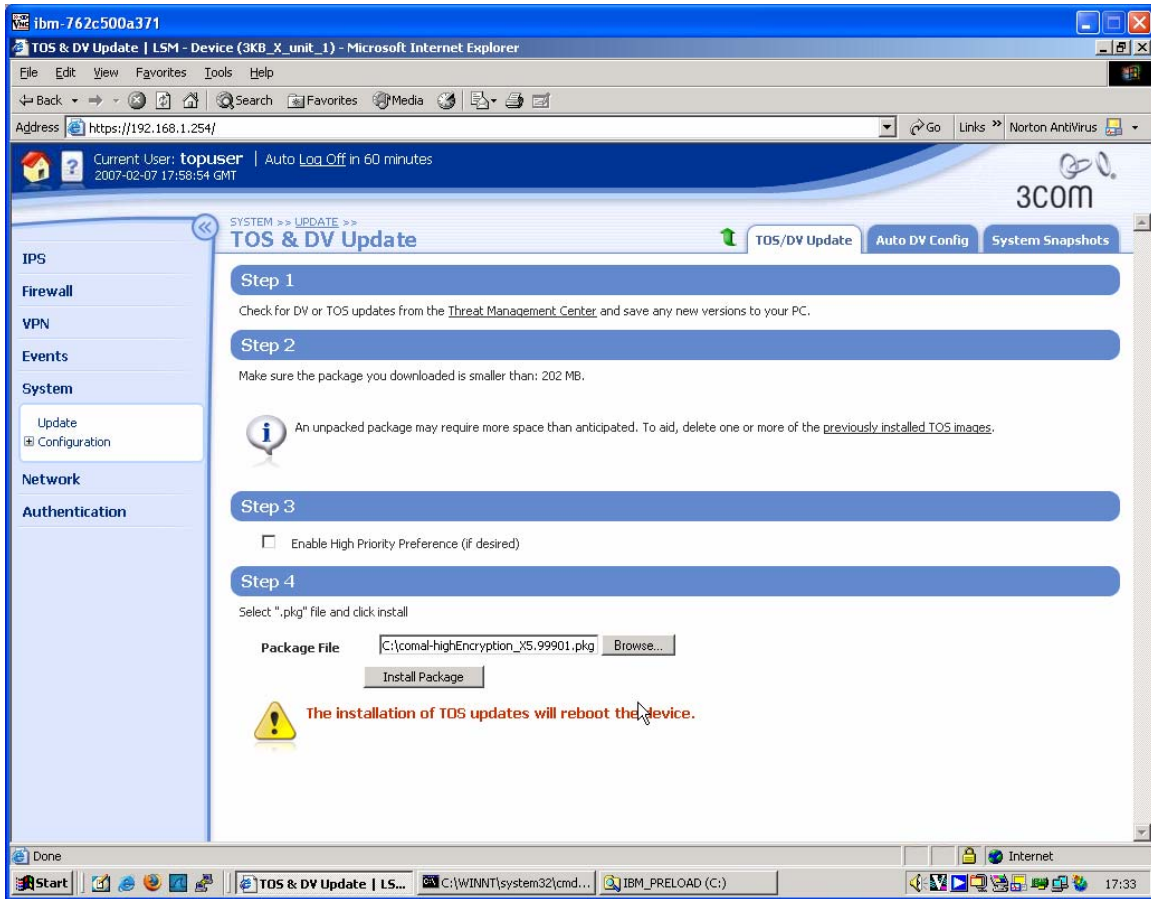 ibm-762c500a371
TOS & DV Update | LSM - Device (3KB_X_unit_1) - Microsoft Internet Explorer
File Edit View Favorites Tools Help
Back Search Favorites Media
Address https://192.168.1.254/ Go Links » Norton AntiVirus
Current User: topuser | Auto Log Off in 60 minutes
2007-02-07 17:58:54 GMT
3COM
SYSTEM >> UPDATE >>
TOS & DV Update
TOS/DV Update Auto DV Config System Snapshots
IPS
Firewall
VPN
Events
System
Update
Configuration
Network
Authentication
Step 1
Check for DV or TOS updates from the Threat Management Center and save any new versions to your PC.
Step 2
Make sure the package you downloaded is smaller than: 202 MB.
An unpacked package may require more space than anticipated. To aid, delete one or more of the previously installed TOS images.
Step 3
Enable High Priority Preference (if desired)
Step 4
Select ".pkg" file and click install
Package File C:\comal-highEncryption_X5.99901.pkg Browse...
Install Package
The installation of TOS updates will reboot the device.
Done Internet
Start TOS & DV Update | LS... C:\WINNT\system32\cmd... IBM_PRELOAD (C:) 17:33